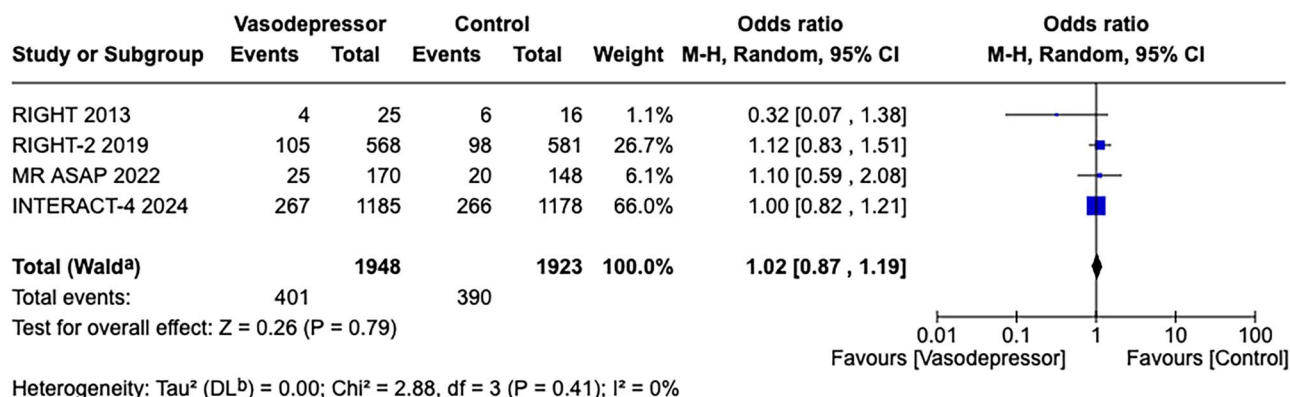 Vasodepressor Control Odds ratio Odds ratio
Study or Subgroup Events Total Events Total Weight M-H, Random, 95% CI M-H, Random, 95% CI
RIGHT 2013 4 25 6 16 1.1% 0.32 [0.07 , 1.38]
RIGHT-2 2019 105 568 98 581 26.7% 1.12 [0.83 , 1.51]
MR ASAP 2022 25 170 20 148 6.1% 1.10 [0.59 , 2.08]
INTERACT-4 2024 267 1185 266 1178 66.0% 1.00 [0.82 , 1.21]
Total (Waldᵃ) 1948 1923 100.0% 1.02 [0.87 , 1.19]
Total events: 401 390
Test for overall effect: Z = 0.26 (P = 0.79)
0.01 0.1 1 10 100
Favours [Vasodepressor] Favours [Control]
Heterogeneity: Tau² (DLᵇ) = 0.00; Chi² = 2.88, df = 3 (P = 0.41); I² = 0%